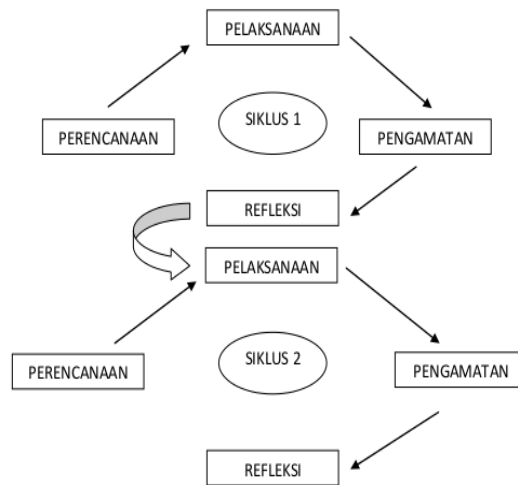 PELAKSANAAN
SIKLUS 1
PERENCANAAN
PENGAMATAN
REFLEKSI
PELAKSANAAN
SIKLUS 2
PERENCANAAN
PENGAMATAN
REFLEKSI